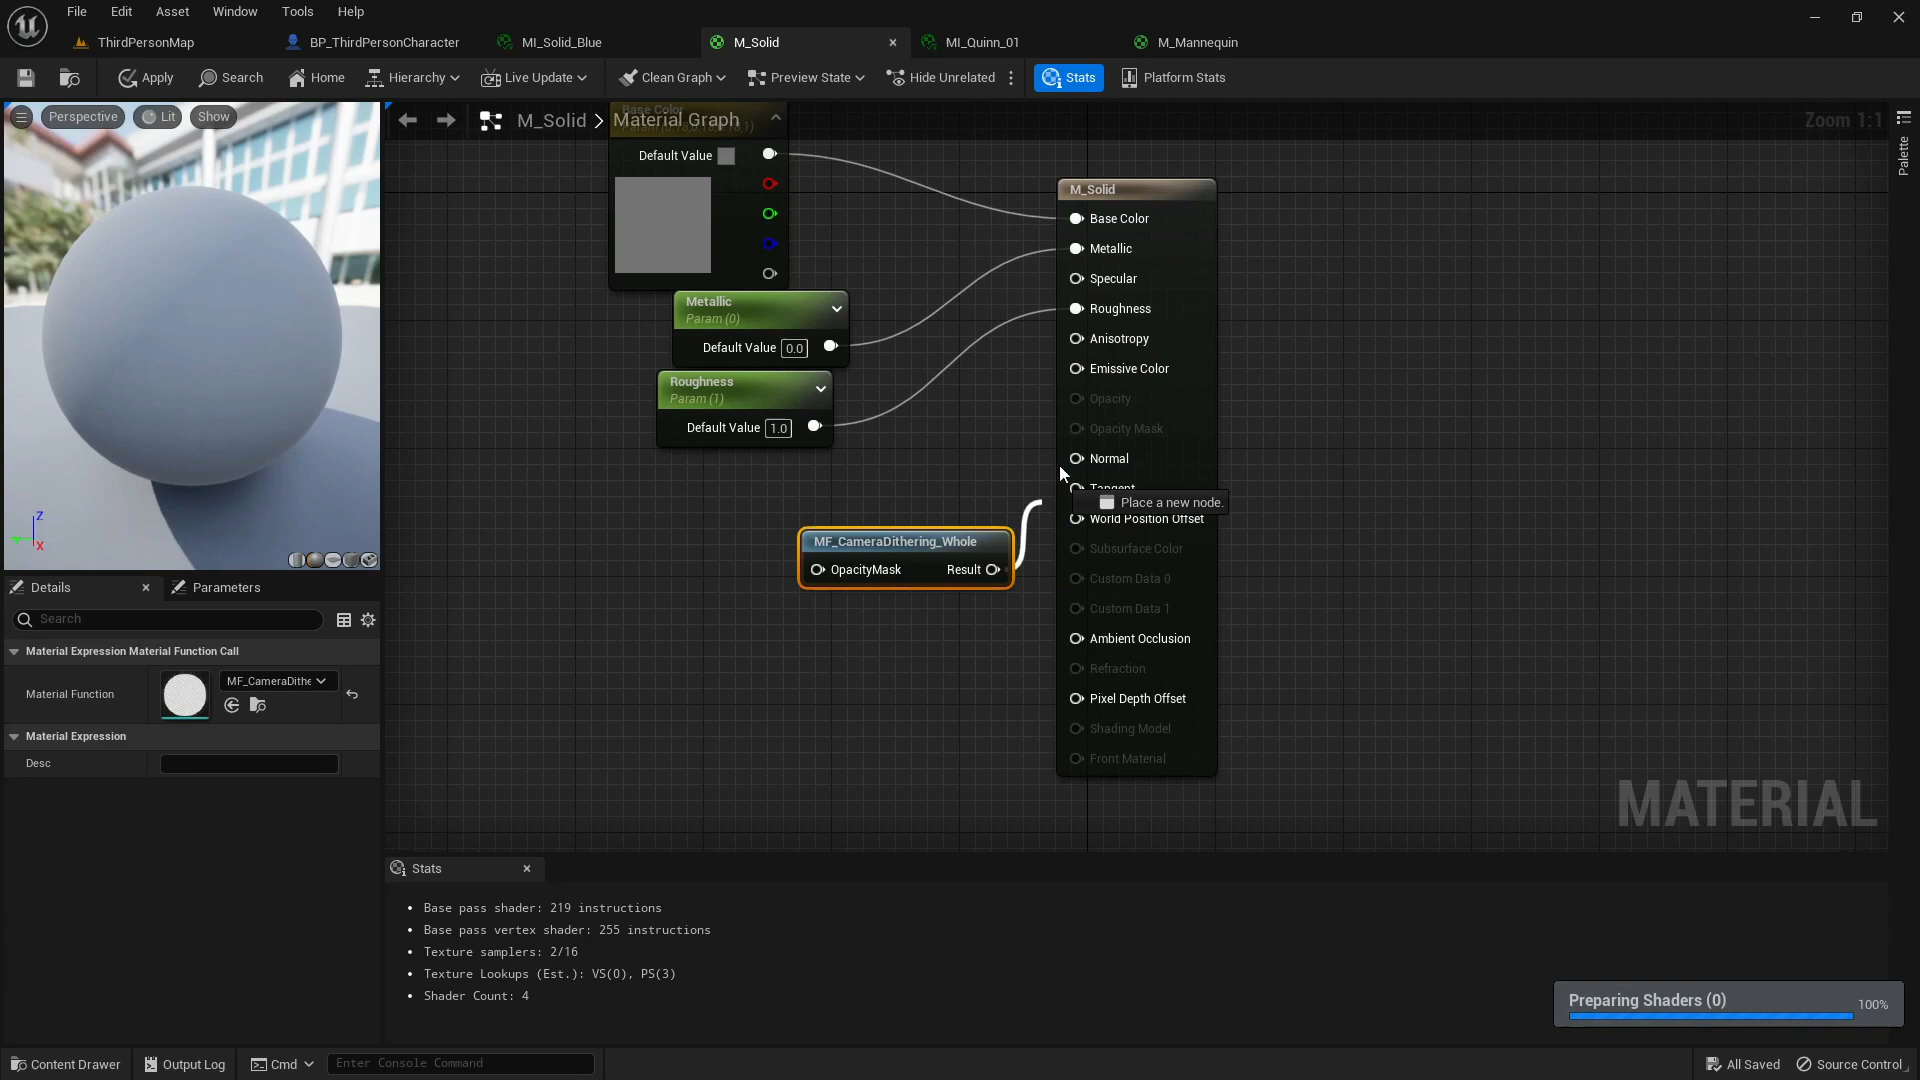 File Edit Asset Window Tools Help
ThirdPersonMap BP_ThirdPersonCharacter MI_Solid_Blue M_Solid MI_Quinn_01 M_Mannequin
Apply Search Home Hierarchy Live Update Clean Graph Preview State Hide Unrelated Stats Platform Stats
Perspective Lit Show
M_Solid > Material Graph
Zoom 1:1
Palette
Base Color
Default Value
Metallic
Param (0)
Default Value 0.0
Roughness
Param (1)
Default Value 1.0
MF_CameraDithering_Whole
OpacityMask Result
M_Solid
Base Color
Metallic
Specular
Roughness
Anisotropy
Emissive Color
Opacity
Opacity Mask
Normal
Tangent
Place a new node.
World Position Offset
Subsurface Color
Custom Data 0
Custom Data 1
Ambient Occlusion
Refraction
Pixel Depth Offset
Shading Model
Front Material
MATERIAL
Z
X
Details Parameters
Search
Material Expression Material Function Call
Material Function MF_CameraDithe
Material Expression
Desc
Stats
• Base pass shader: 219 instructions
• Base pass vertex shader: 255 instructions
• Texture samplers: 2/16
• Texture Lookups (Est.): VS(0), PS(3)
• Shader Count: 4
Preparing Shaders (0) 100%
Content Drawer Output Log Cmd Enter Console Command All Saved Source Control